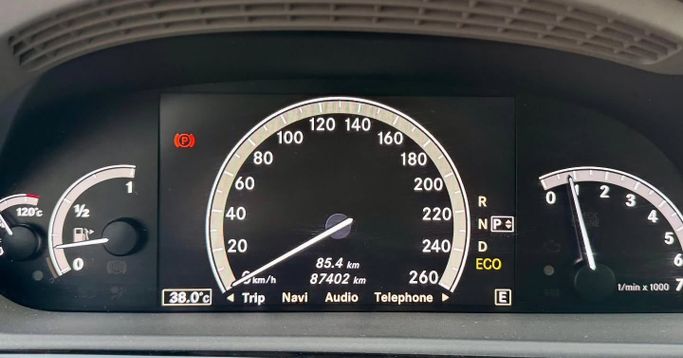 120°C
1
½
0
0
20
40
60
80
100
120
140
160
180
200
220
240
260
km/h
85.4 km
87402 km
38.0°C
◄ Trip Navi Audio Telephone ►
(P)
R
N
P
D
ECO
E
0
1
2
3
4
5
6
7
1/min x 1000